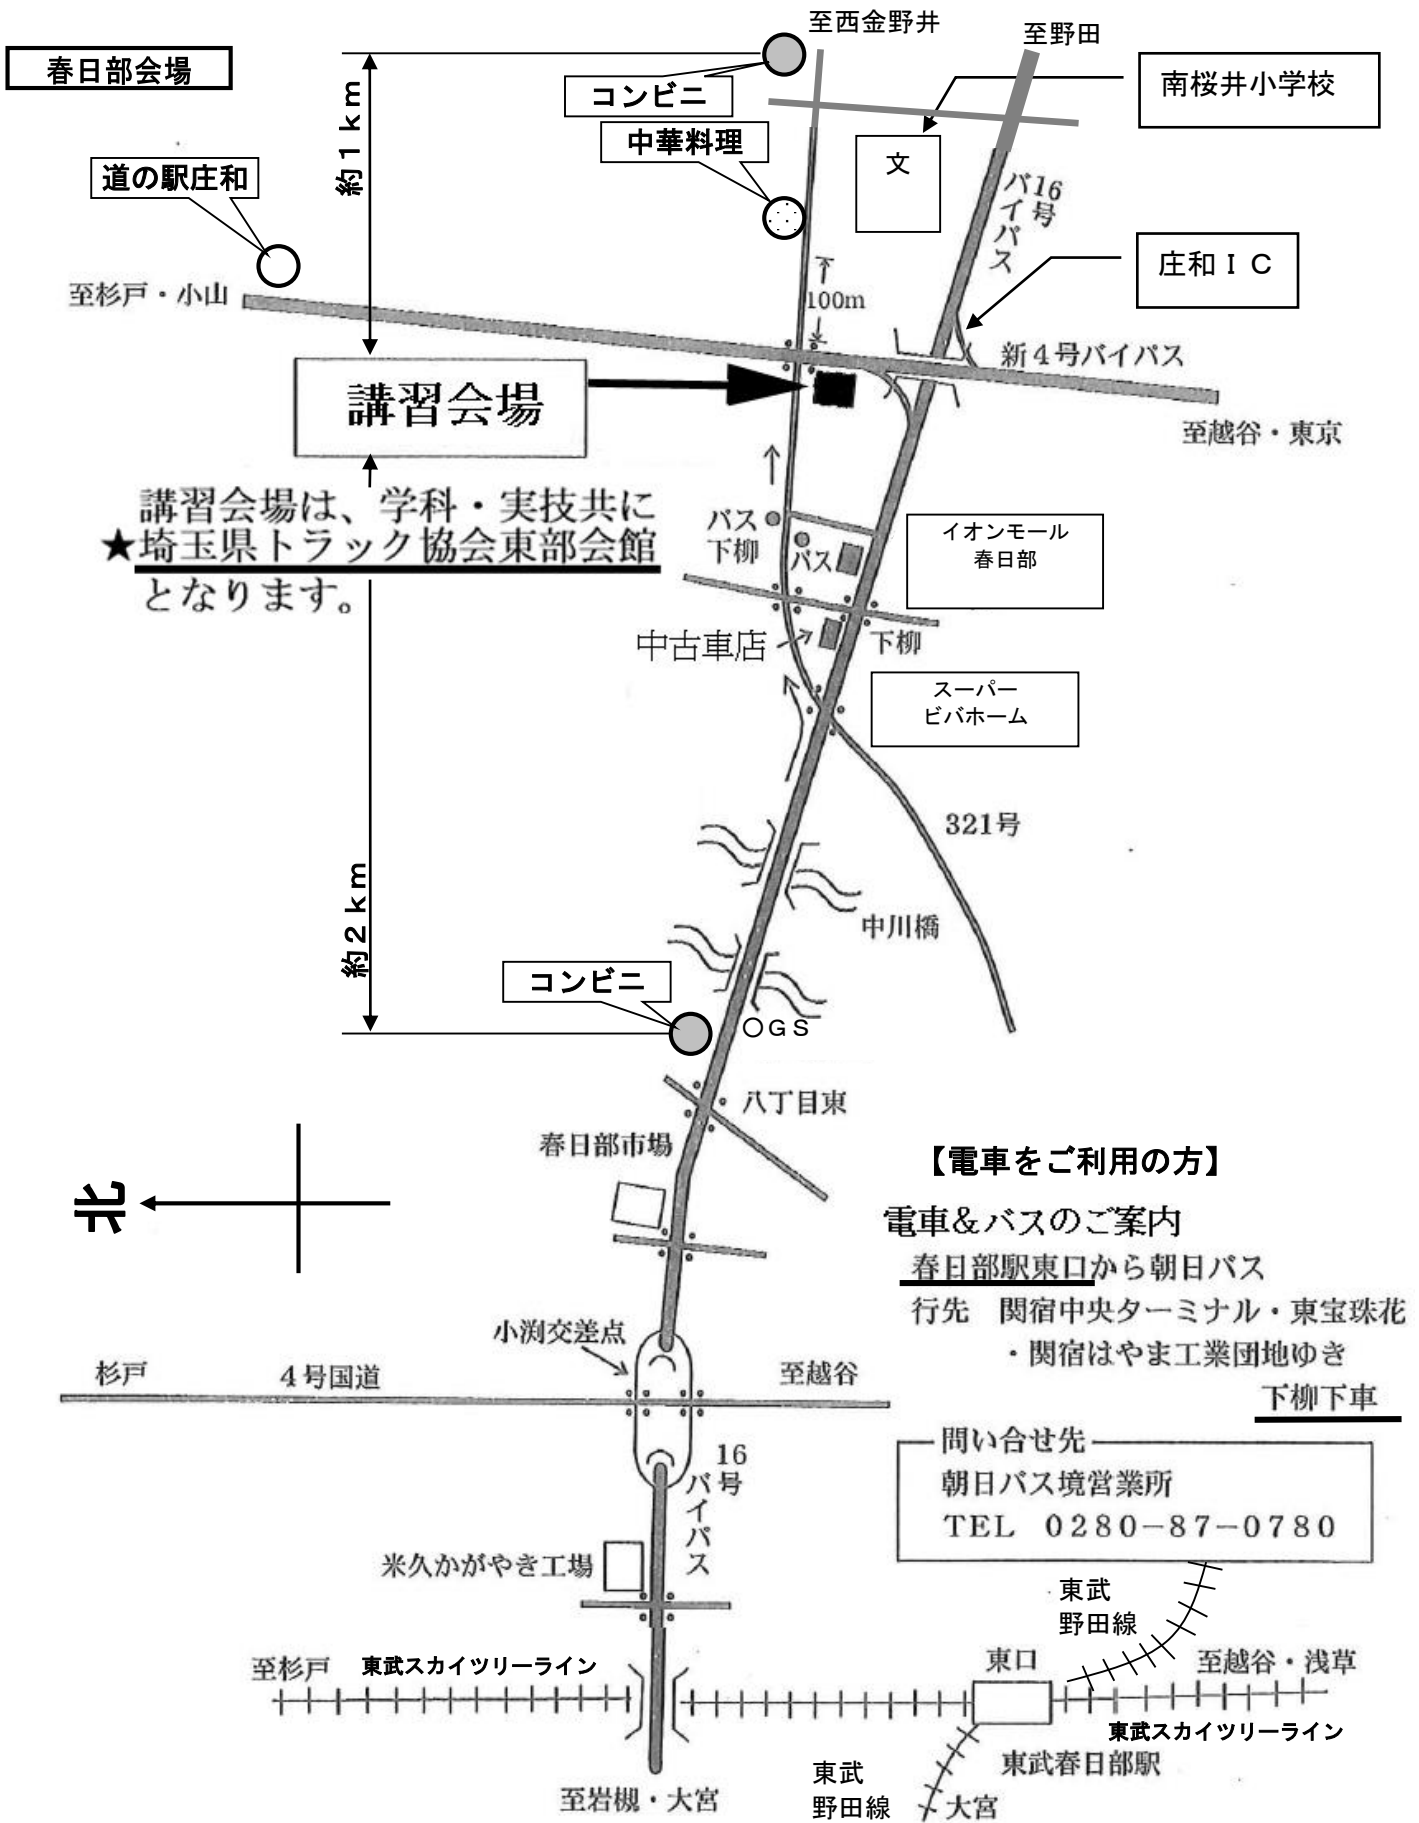 春日部会場
至西金野井
至野田
コンビニ
南桜井小学校
中華料理
文
約1km
道の駅庄和
16号
バイパス
庄和IC
至杉戸・小山
100m
新4号バイパス
講習会場
至越谷・東京
講習会場は、学科・実技共に
★埼玉県トラック協会東部会館
となります。
バス
下柳
バス
イオンモール
春日部
中古車店
下柳
スーパー
ビバホーム
321号
約2km
中川橋
コンビニ
○GS
八丁目東
春日部市場
北
【電車をご利用の方】
電車&バスのご案内
春日部駅東口から朝日バス
行先 関宿中央ターミナル・東宝珠花
・関宿はやま工業団地ゆき
下柳下車
小渕交差点
杉戸
4号国道
至越谷
問い合せ先
朝日バス境営業所
TEL 0280-87-0780
16号
バイパス
米久かがやき工場
東武
野田線
至杉戸
東武スカイツリーライン
東口
至越谷・浅草
東武スカイツリーライン
東武春日部駅
東武
野田線
大宮
至岩槻・大宮